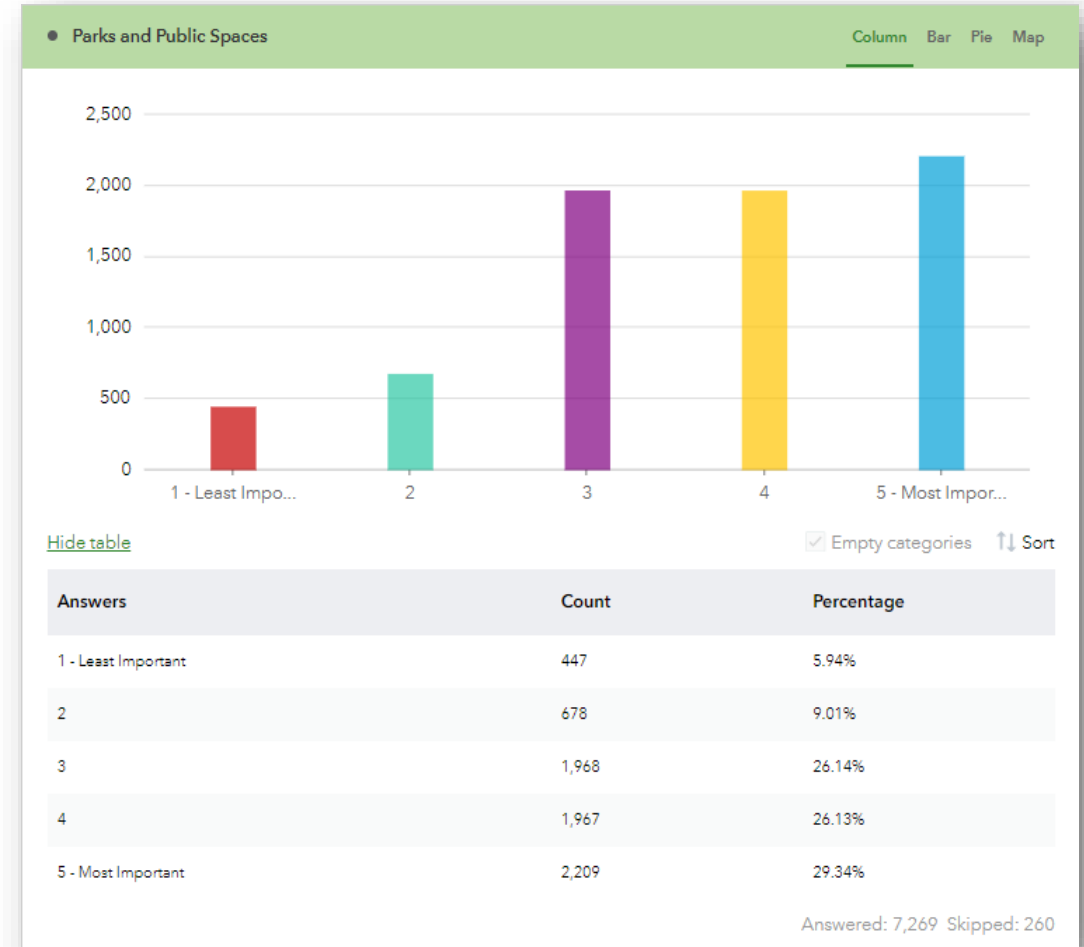 Parks and Public Spaces Column Bar Pie Map
2,500
2,000
1,500
1,000
500
0
1 - Least Impo... 2 3 4 5 - Most Impor...
Hide table Empty categories Sort
Answers Count Percentage
1 - Least Important 447 5.94%
2 678 9.01%
3 1,968 26.14%
4 1,967 26.13%
5 - Most Important 2,209 29.34%
Answered: 7,269 Skipped: 260